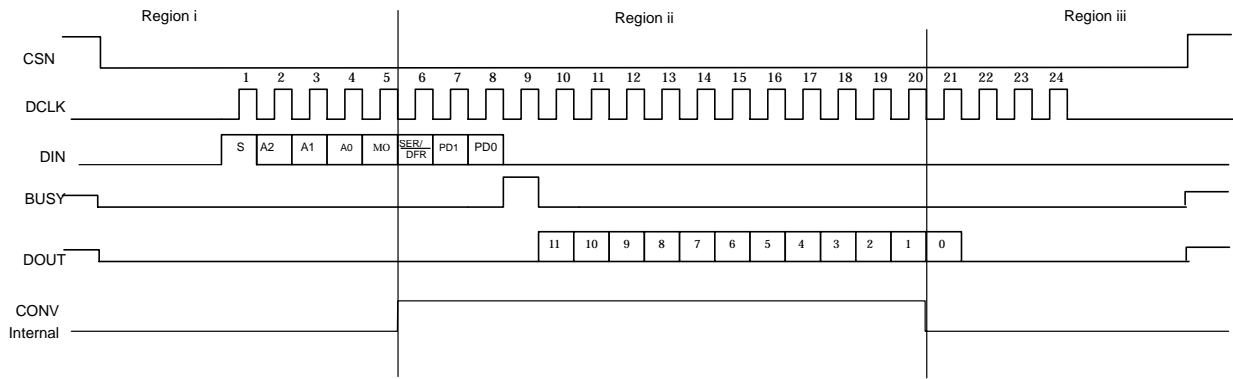 Region i Region ii Region iii
CSN
1 2 3 4 5 6 7 8 9 10 11 12 13 14 15 16 17 18 19 20 21 22 23 24
DCLK
DIN S A2 A1 A0 MO SER/DFR PD1 PD0
BUSY
DOUT 11 10 9 8 7 6 5 4 3 2 1 0
CONV
Internal